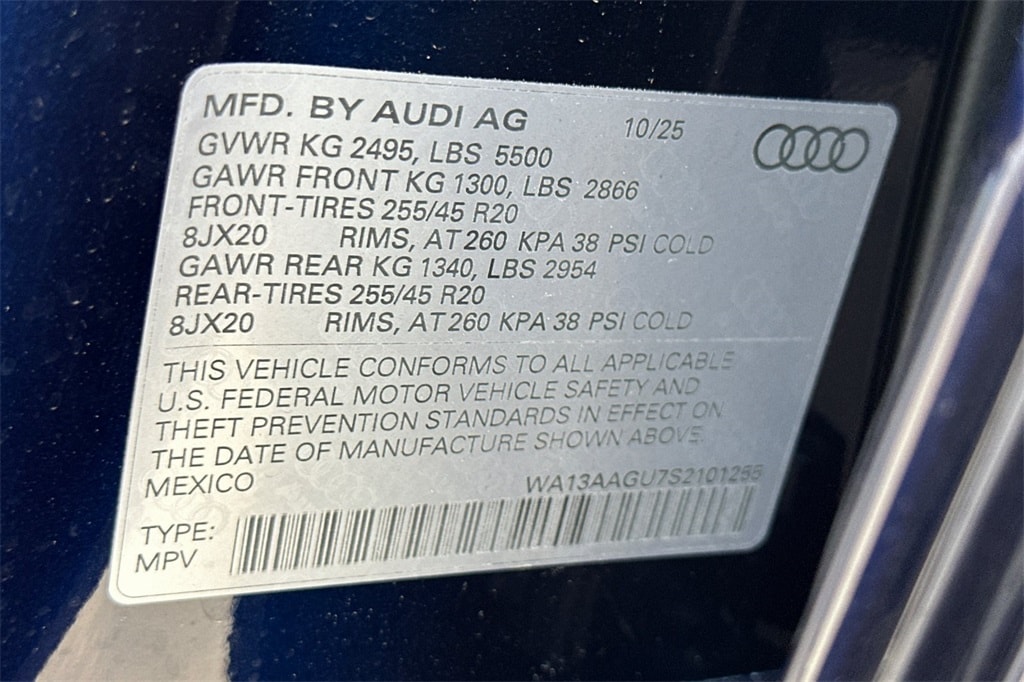 MFD. BY AUDI AG 10/25
GVWR KG 2495, LBS 5500
GAWR FRONT KG 1300, LBS 2866
FRONT-TIRES 255/45 R20
8JX20 RIMS, AT 260 KPA 38 PSI COLD
GAWR REAR KG 1340, LBS 2954
REAR-TIRES 255/45 R20
8JX20 RIMS, AT 260 KPA 38 PSI COLD
THIS VEHICLE CONFORMS TO ALL APPLICABLE
U.S. FEDERAL MOTOR VEHICLE SAFETY AND
THEFT PREVENTION STANDARDS IN EFFECT ON
THE DATE OF MANUFACTURE SHOWN ABOVE.
MEXICO
TYPE:
MPV